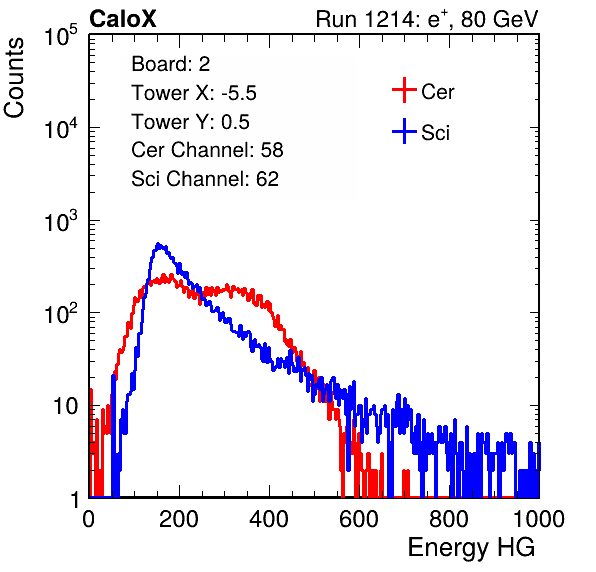 CaloX Run 1214: e⁺, 80 GeV
Counts
Board: 2
Tower X: -5.5
Tower Y: 0.5
Cer Channel: 58
Sci Channel: 62
Cer
Sci
10⁵
10⁴
10³
10²
10
1
0 200 400 600 800 1000
Energy HG